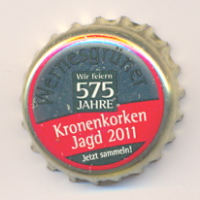 Wernesgrüner
Wir feiern
575
JAHRE
Kronenkorken
Jagd 2011
Jetzt sammeln!